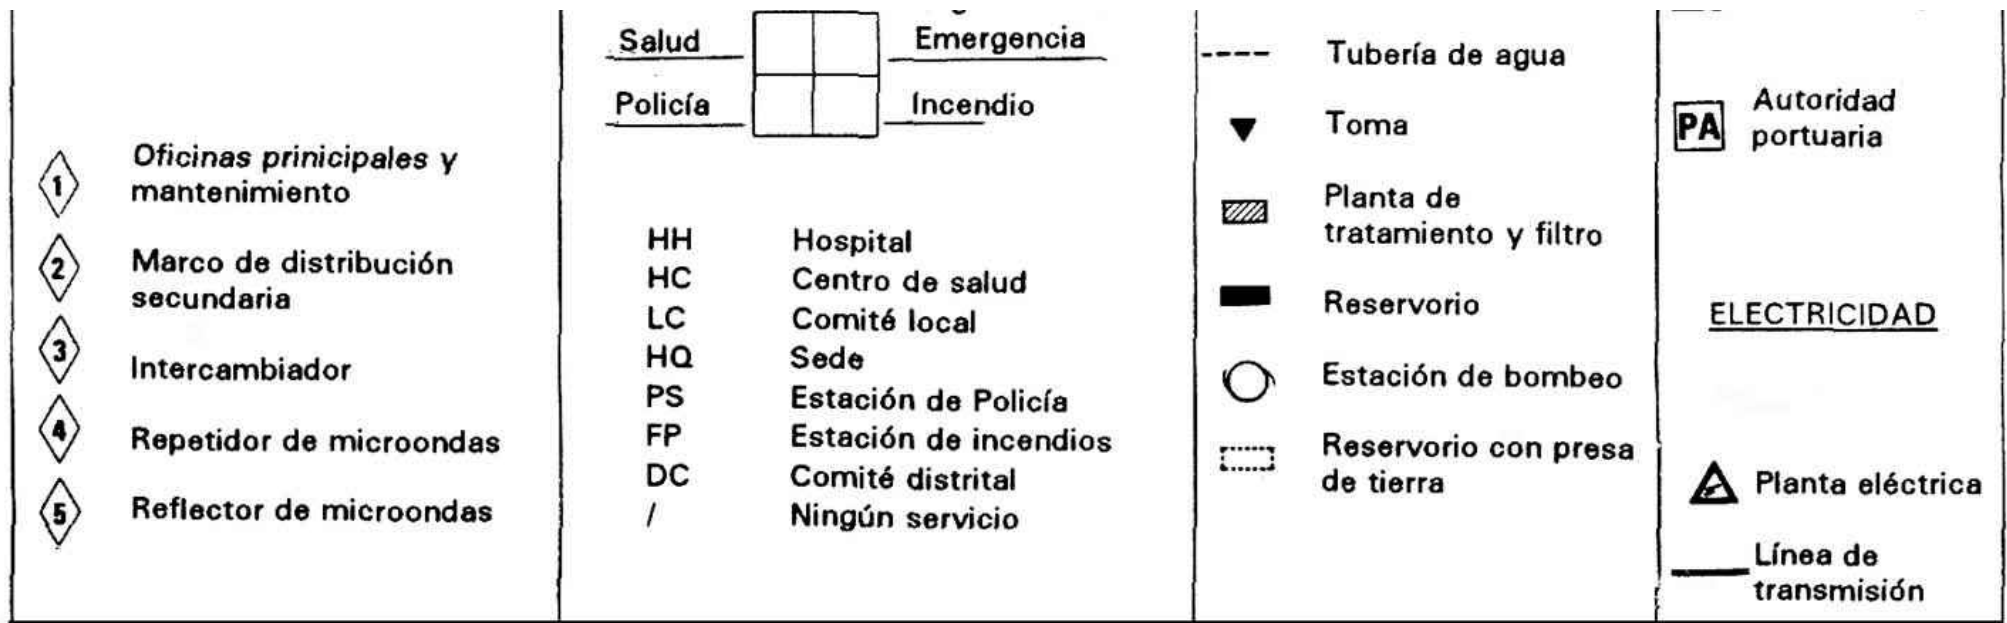 1
Oficinas prinicipales y
mantenimiento
2
Marco de distribución
secundaria
3
Intercambiador
4
Repetidor de microondas
5
Reflector de microondas
Salud
Emergencia
Policía
Incendio
HH Hospital
HC Centro de salud
LC Comité local
HQ Sede
PS Estación de Policía
FP Estación de incendios
DC Comité distrital
/ Ningún servicio
Tubería de agua
Toma
Planta de
tratamiento y filtro
Reservorio
Estación de bombeo
Reservorio con presa
de tierra
PA
Autoridad
portuaria
ELECTRICIDAD
Planta eléctrica
Línea de
transmisión